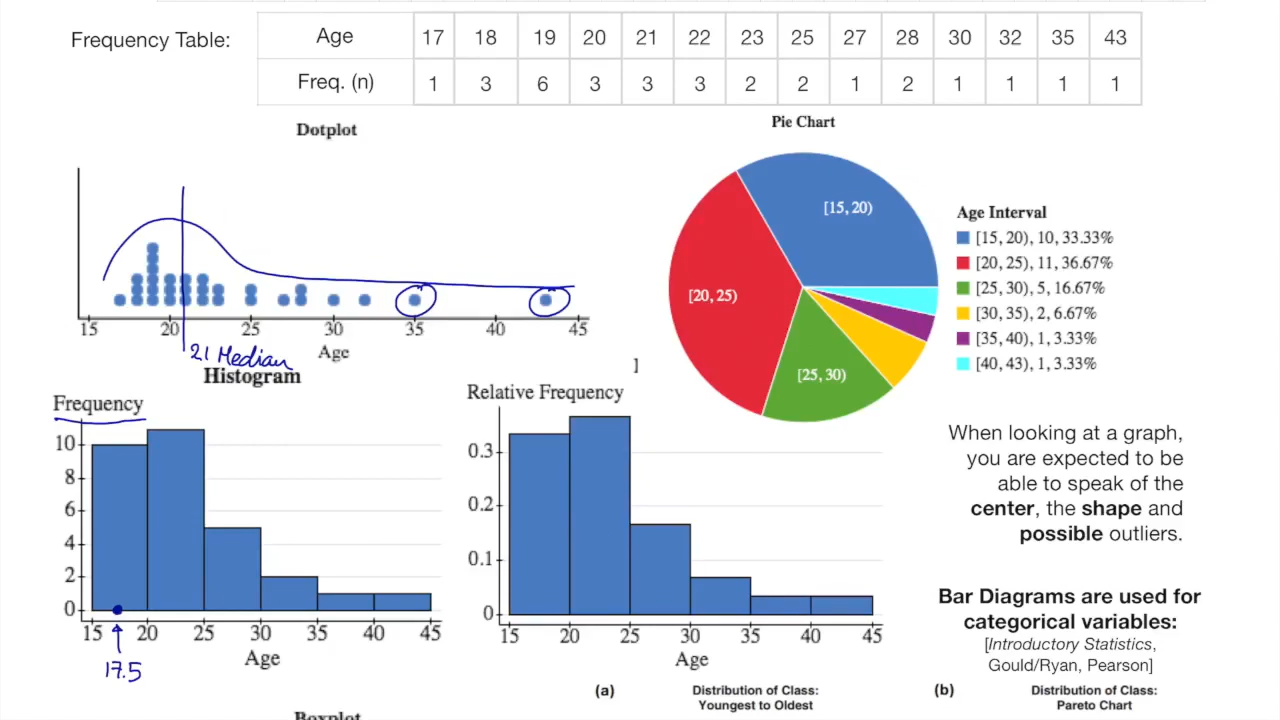 Frequency Table:
Age 17 18 19 20 21 22 23 25 27 28 30 32 35 43
Freq. (n) 1 3 6 3 3 3 2 2 1 2 1 1 1 1
Dotplot
15 20 25 30 35 40 45
Age
21 Median
Pie Chart
[15, 20)
[20, 25)
[25, 30)
Age Interval
[15, 20), 10, 33.33%
[20, 25), 11, 36.67%
[25, 30), 5, 16.67%
[30, 35), 2, 6.67%
[35, 40), 1, 3.33%
[40, 43), 1, 3.33%
]
Histogram
Frequency
10
8
6
4
2
0
15 20 25 30 35 40 45
Age
17.5
Relative Frequency
0.3
0.2
0.1
0
15 20 25 30 35 40 45
Age
When looking at a graph,
you are expected to be
able to speak of the
center, the shape and
possible outliers.
Bar Diagrams are used for
categorical variables:
[Introductory Statistics,
Gould/Ryan, Pearson]
(a) Distribution of Class:
Youngest to Oldest
(b) Distribution of Class:
Pareto Chart
Boxplot